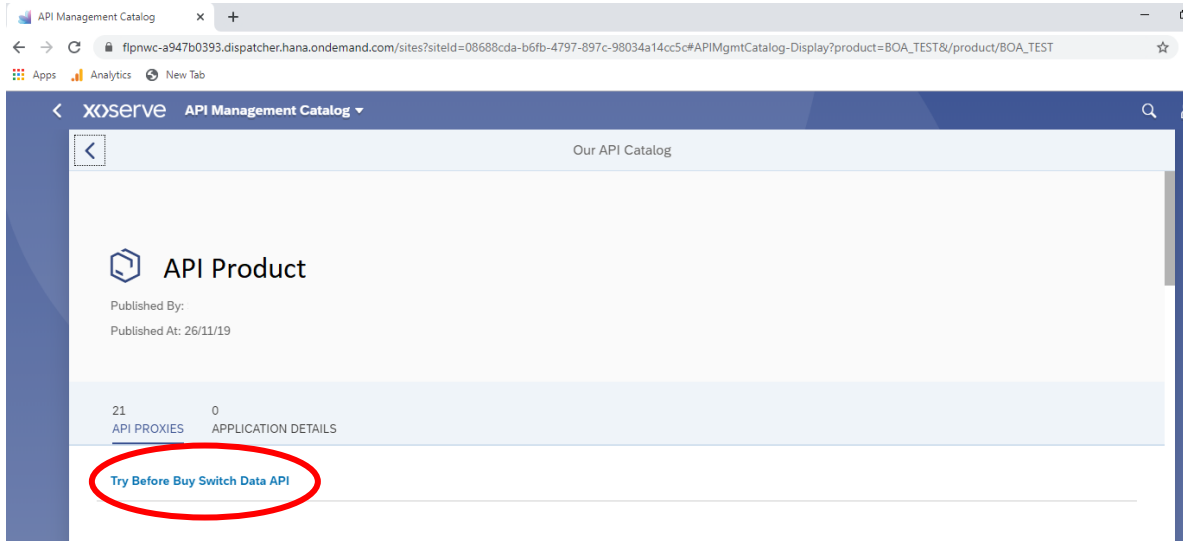 API Management Catalog
flpnwc-a947b0393.dispatcher.hana.ondemand.com/sites?siteId=08688cda-b6fb-4797-897c-98034a14cc5c#APIMgmtCatalog-Display?product=BOA_TEST&/product/BOA_TEST
Apps Analytics New Tab
xoserve API Management Catalog
Our API Catalog
API Product
Published By:
Published At: 26/11/19
21 0
API PROXIES APPLICATION DETAILS
Try Before Buy Switch Data API